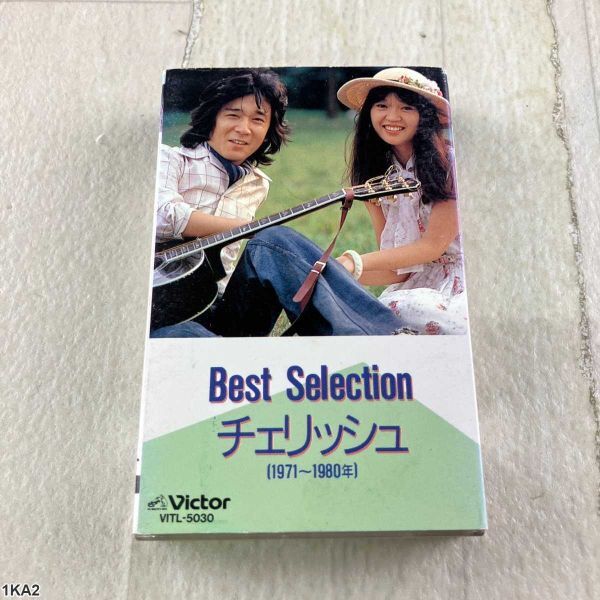 Best Selection
チェリッシュ
(1971〜1980年)
Victor
VITL-5030
1KA2